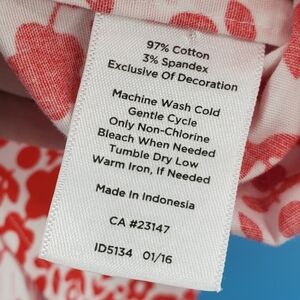 97% Cotton
3% Spandex
Exclusive Of Decoration
Machine Wash Cold
Gentle Cycle
Only Non-Chlorine
Bleach When Needed
Tumble Dry Low
Warm Iron, If Needed
Made In Indonesia
CA #23147
ID5134 01/16